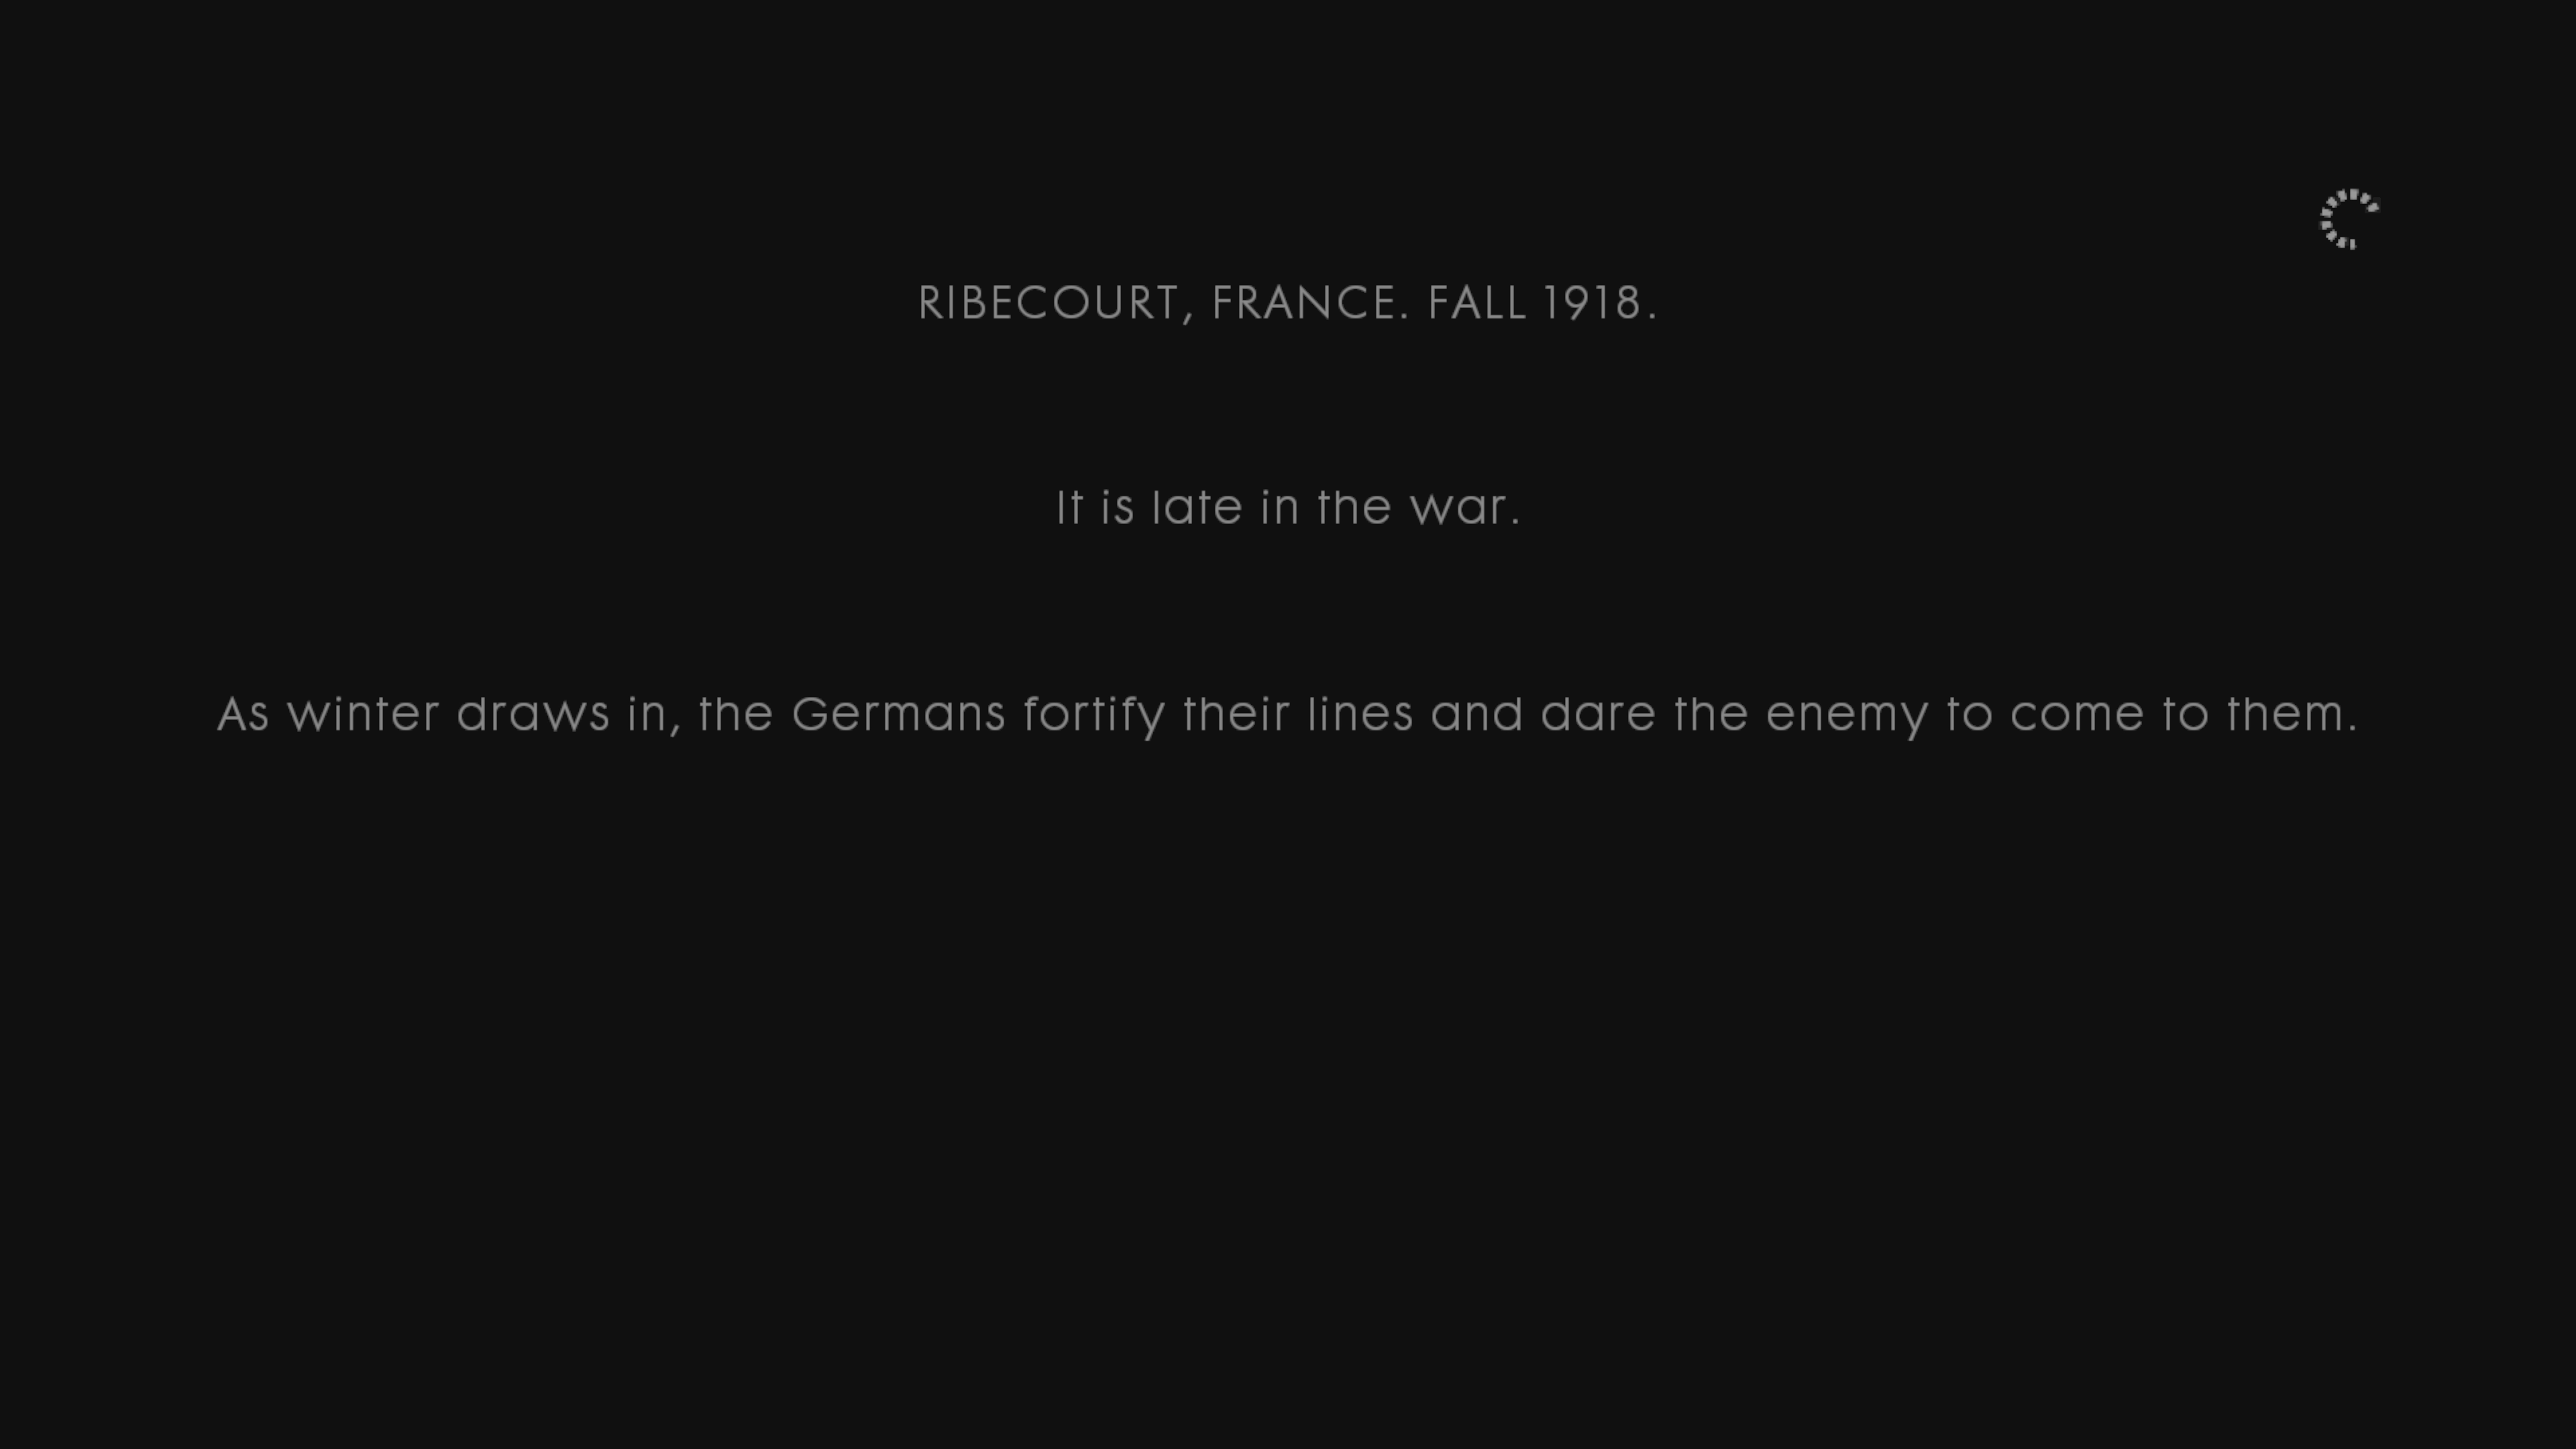 RIBECOURT, FRANCE. FALL 1918.
It is late in the war.
As winter draws in, the Germans fortify their lines and dare the enemy to come to them.